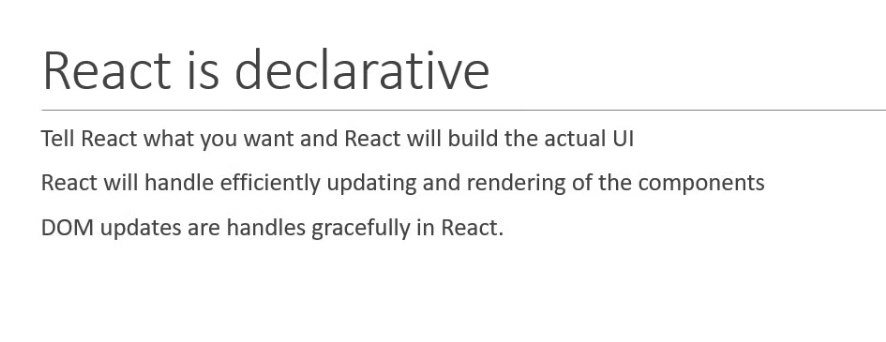 React is declarative
Tell React what you want and React will build the actual UI
React will handle efficiently updating and rendering of the components
DOM updates are handles gracefully in React.